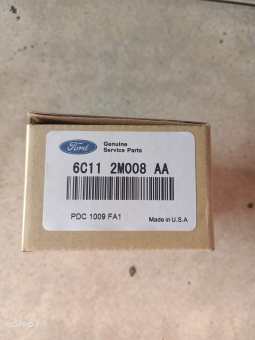 Ford
Genuine
Service Parts
6C11 2M008 AA
PDC 1009 FA1
Made in U.S.A